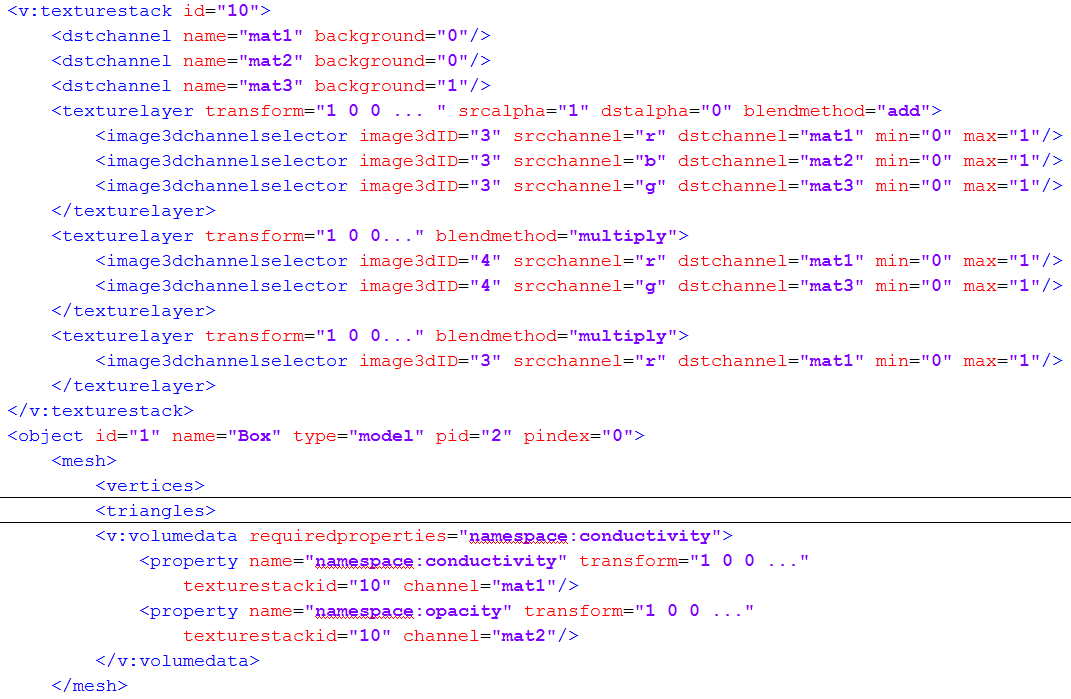 <v:texturestack id="10">
<dstchannel name="mat1" background="0"/>
<dstchannel name="mat2" background="0"/>
<dstchannel name="mat3" background="1"/>
<texturelayer transform="1 0 0 ... " srcalpha="1" dstalpha="0" blendmethod="add">
<image3dchannelselector image3dID="3" srcchannel="r" dstchannel="mat1" min="0" max="1"/>
<image3dchannelselector image3dID="3" srcchannel="b" dstchannel="mat2" min="0" max="1"/>
<image3dchannelselector image3dID="3" srcchannel="g" dstchannel="mat3" min="0" max="1"/>
</texturelayer>
<texturelayer transform="1 0 0..." blendmethod="multiply">
<image3dchannelselector image3dID="4" srcchannel="r" dstchannel="mat1" min="0" max="1"/>
<image3dchannelselector image3dID="4" srcchannel="g" dstchannel="mat3" min="0" max="1"/>
</texturelayer>
<texturelayer transform="1 0 0..." blendmethod="multiply">
<image3dchannelselector image3dID="3" srcchannel="r" dstchannel="mat1" min="0" max="1"/>
</texturelayer>
</v:texturestack>
<object id="1" name="Box" type="model" pid="2" pindex="0">
<mesh>
<vertices>
<triangles>
<v:volumedata requiredproperties="namespace:conductivity">
<property name="namespace:conductivity" transform="1 0 0 ..."
texturestackid="10" channel="mat1"/>
<property name="namespace:opacity" transform="1 0 0 ..."
texturestackid="10" channel="mat2"/>
</v:volumedata>
</mesh>